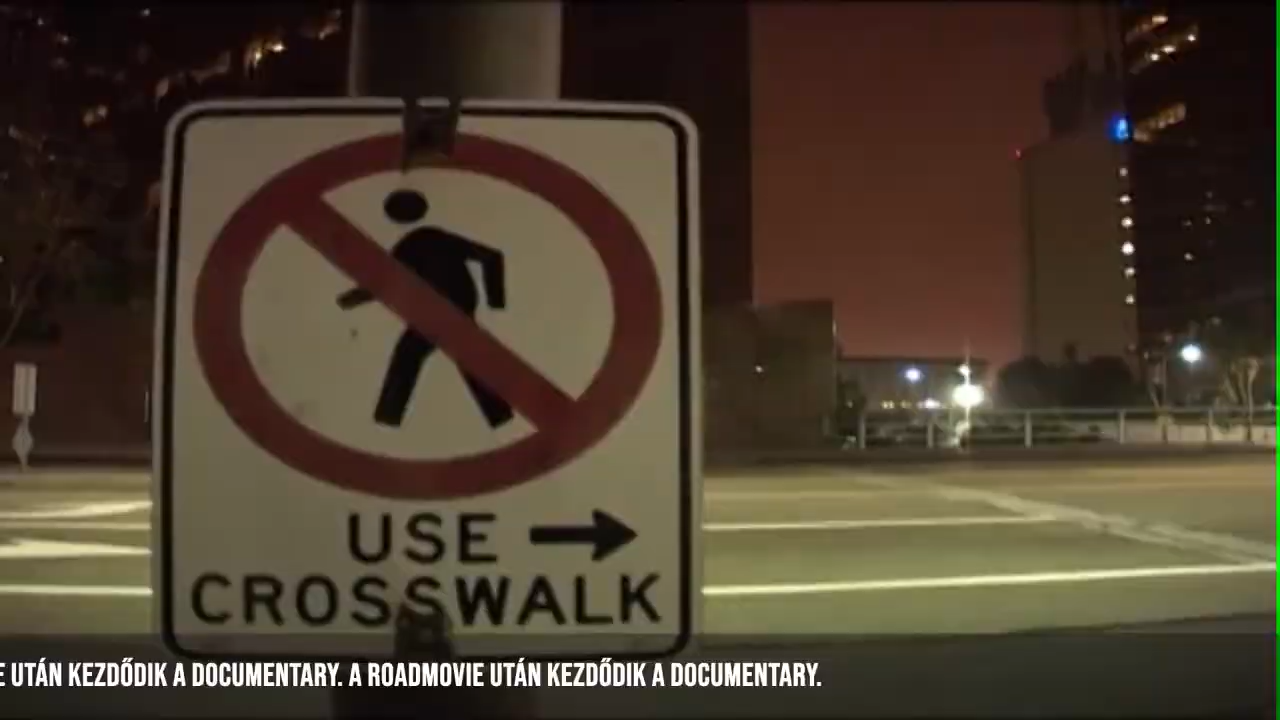 USE
CROSSWALK
E UTÁN KEZDŐDIK A DOCUMENTARY. A ROADMOVIE UTÁN KEZDŐDIK A DOCUMENTARY.